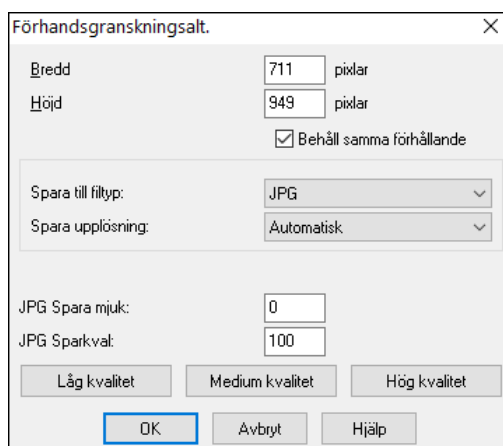 Förhandsgranskningsalt.
Bredd 711 pixlar
Höjd 949 pixlar
Behåll samma förhållande
Spara till filtyp: JPG
Spara upplösning: Automatisk
JPG Spara mjuk: 0
JPG Sparkval: 100
Låg kvalitet Medium kvalitet Hög kvalitet
OK Avbryt Hjälp